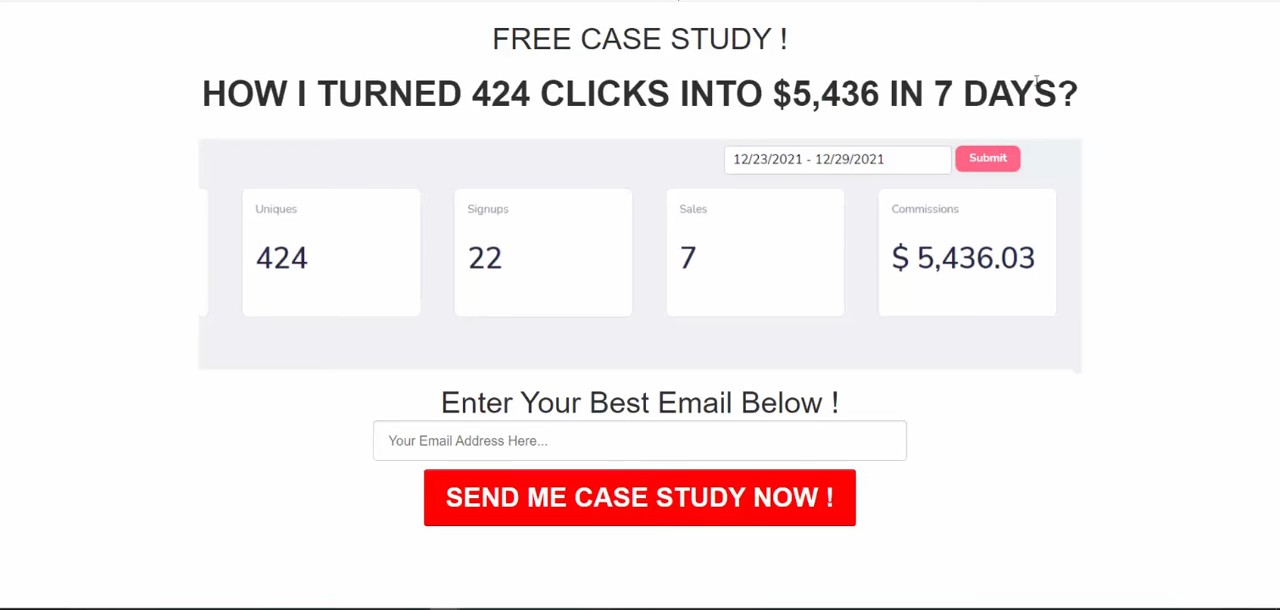 FREE CASE STUDY !
HOW I TURNED 424 CLICKS INTO $5,436 IN 7 DAYS?
12/23/2021 - 12/29/2021 Submit
Uniques Signups Sales Commissions
424 22 7 $ 5,436.03
Enter Your Best Email Below !
Your Email Address Here...
SEND ME CASE STUDY NOW !